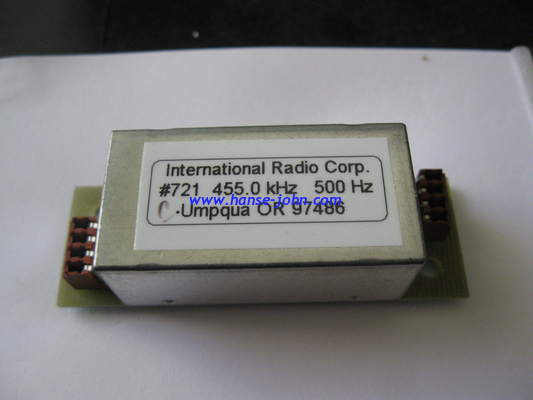 International Radio Corp.
#721 455.0 kHz 500 Hz
www.hanse-john.com
C-Umpqua OR 97486